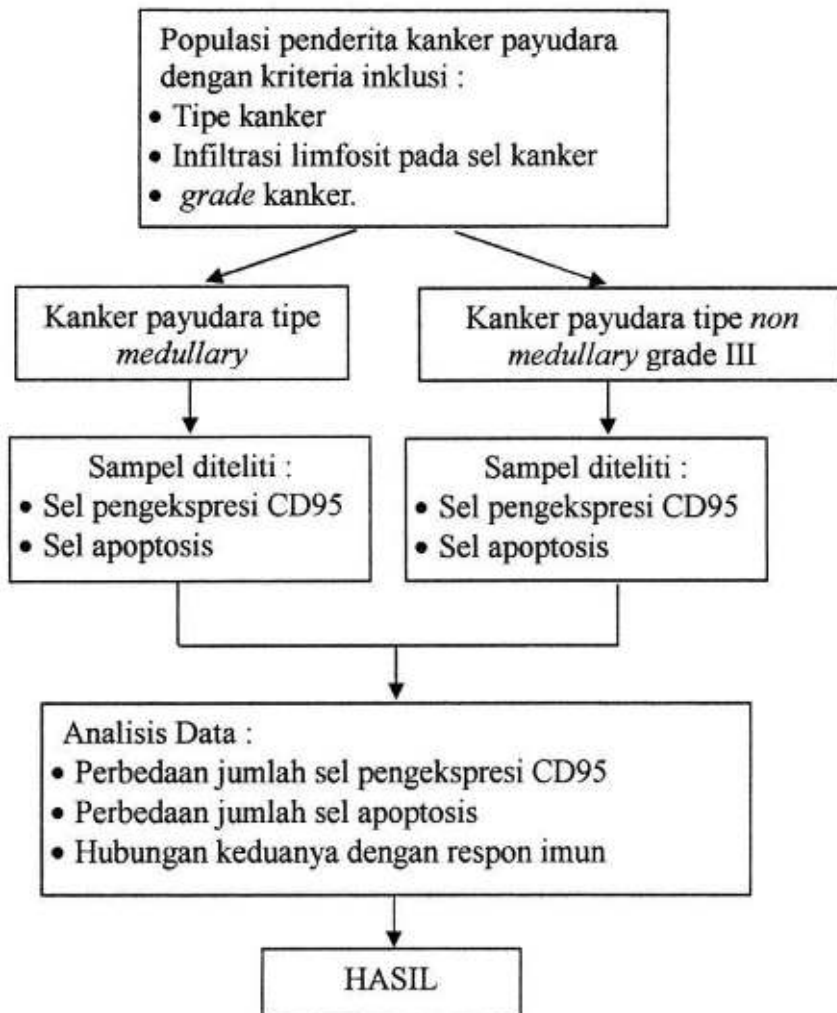 Populasi penderita kanker payudara
dengan kriteria inklusi :
• Tipe kanker
• Infiltrasi limfosit pada sel kanker
• grade kanker.
Kanker payudara tipe
medullary
Kanker payudara tipe non
medullary grade III
Sampel diteliti :
• Sel pengekspresi CD95
• Sel apoptosis
Sampel diteliti :
• Sel pengekspresi CD95
• Sel apoptosis
Analisis Data :
• Perbedaan jumlah sel pengekspresi CD95
• Perbedaan jumlah sel apoptosis
• Hubungan keduanya dengan respon imun
HASIL